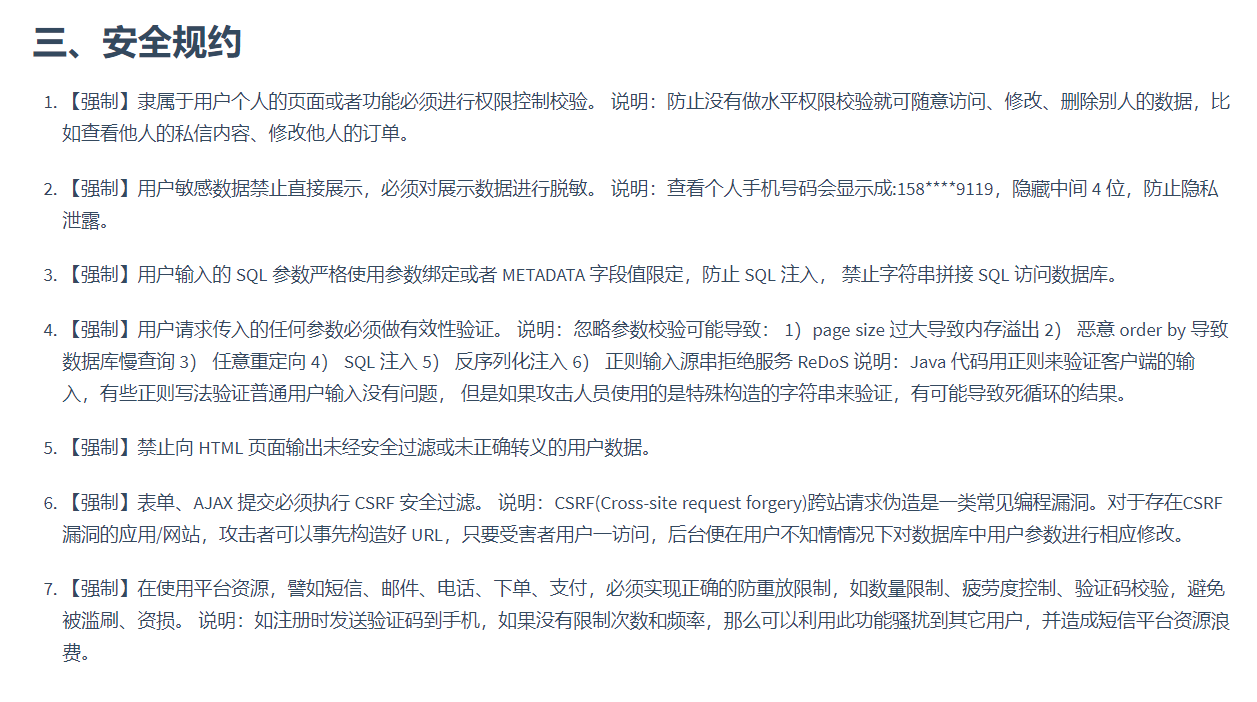 三、安全规约
1. 【强制】隶属于用户个人的页面或者功能必须进行权限控制校验。 说明：防止没有做水平权限校验就可随意访问、修改、删除别人的数据，比
如查看他人的私信内容、修改他人的订单。
2. 【强制】用户敏感数据禁止直接展示，必须对展示数据进行脱敏。 说明：查看个人手机号码会显示成:158****9119，隐藏中间 4 位，防止隐私
泄露。
3. 【强制】用户输入的 SQL 参数严格使用参数绑定或者 METADATA 字段值限定，防止 SQL 注入， 禁止字符串拼接 SQL 访问数据库。
4. 【强制】用户请求传入的任何参数必须做有效性验证。 说明：忽略参数校验可能导致： 1）page size 过大导致内存溢出 2） 恶意 order by 导致
数据库慢查询 3） 任意重定向 4） SQL 注入 5） 反序列化注入 6） 正则输入源串拒绝服务 ReDoS 说明：Java 代码用正则来验证客户端的输
入，有些正则写法验证普通用户输入没有问题， 但是如果攻击人员使用的是特殊构造的字符串来验证，有可能导致死循环的结果。
5. 【强制】禁止向 HTML 页面输出未经安全过滤或未正确转义的用户数据。
6. 【强制】表单、AJAX 提交必须执行 CSRF 安全过滤。 说明：CSRF(Cross-site request forgery)跨站请求伪造是一类常见编程漏洞。对于存在CSRF
漏洞的应用/网站，攻击者可以事先构造好 URL，只要受害者用户一访问，后台便在用户不知情情况下对数据库中用户参数进行相应修改。
7. 【强制】在使用平台资源，譬如短信、邮件、电话、下单、支付，必须实现正确的防重放限制，如数量限制、疲劳度控制、验证码校验，避免
被滥刷、资损。 说明：如注册时发送验证码到手机，如果没有限制次数和频率，那么可以利用此功能骚扰到其它用户，并造成短信平台资源浪
费。